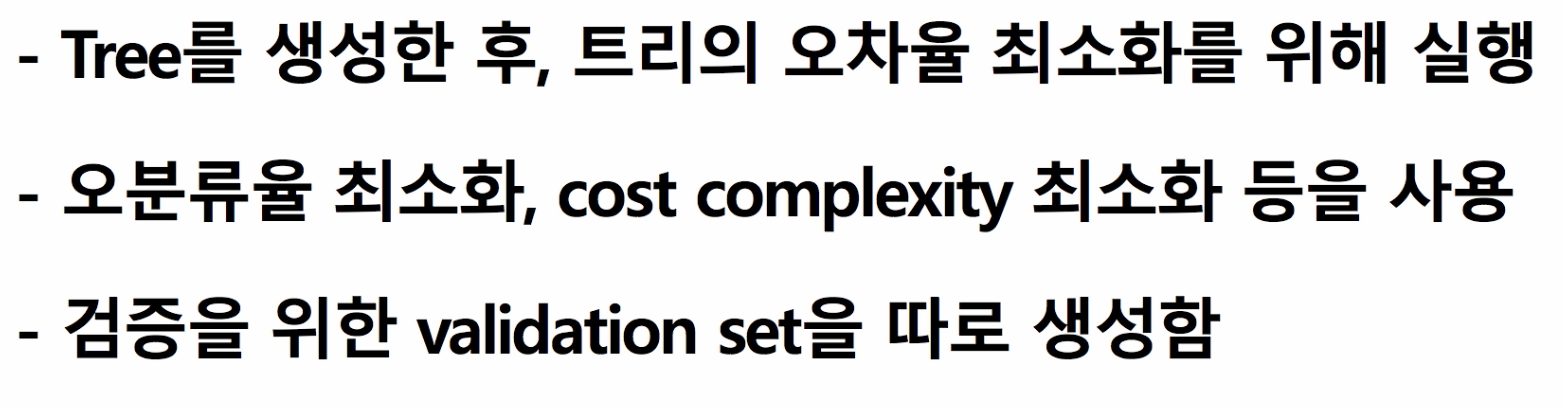 - Tree를 생성한 후, 트리의 오차율 최소화를 위해 실행
- 오분류율 최소화, cost complexity 최소화 등을 사용
- 검증을 위한 validation set을 따로 생성함